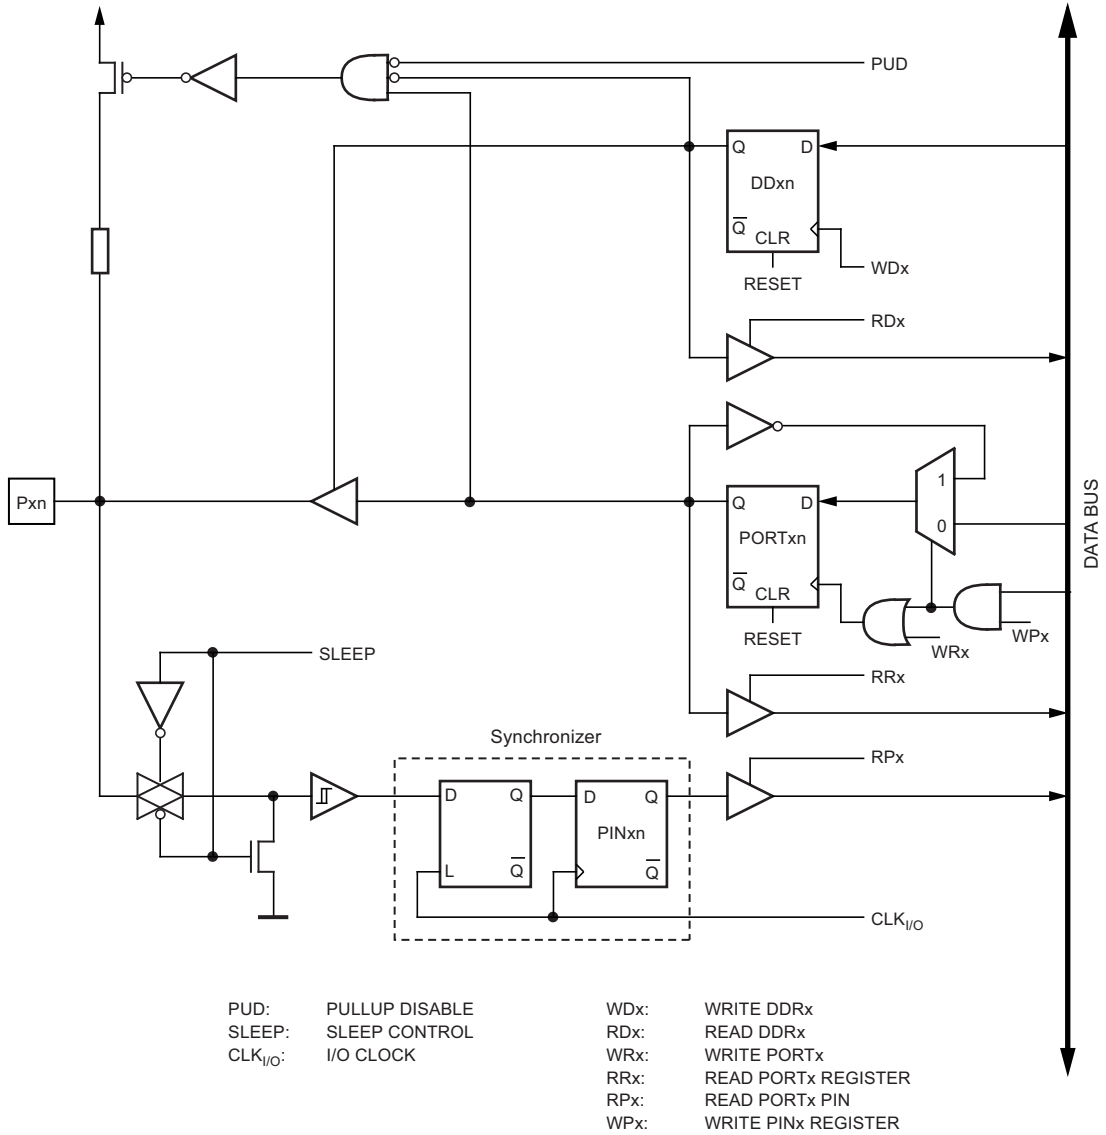 PUD
Q D
DDxn
Q
CLR
RESET
WDx
RDx
Pxn
1
0
DATA BUS
Q D
PORTxn
Q
CLR
RESET
WRx
WPx
SLEEP
RRx
Synchronizer
RPx
D Q
L Q
D Q
PINxn
Q
CLK I/O
PUD: PULLUP DISABLE
SLEEP: SLEEP CONTROL
CLK I/O: I/O CLOCK
WDx: WRITE DDRx
RDx: READ DDRx
WRx: WRITE PORTx
RRx: READ PORTx REGISTER
RPx: READ PORTx PIN
WPx: WRITE PINx REGISTER